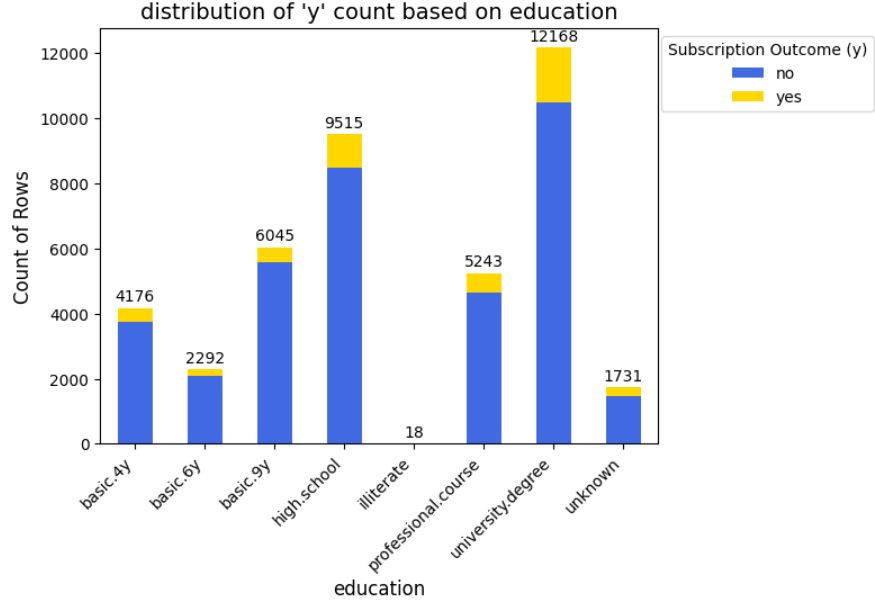 distribution of 'y' count based on education
Subscription Outcome (y)
no
yes
Count of Rows
12000
10000
8000
6000
4000
2000
0
4176
2292
6045
9515
18
5243
12168
1731
basic.4y
basic.6y
basic.9y
high.school
illiterate
professional.course
university.degree
unknown
education